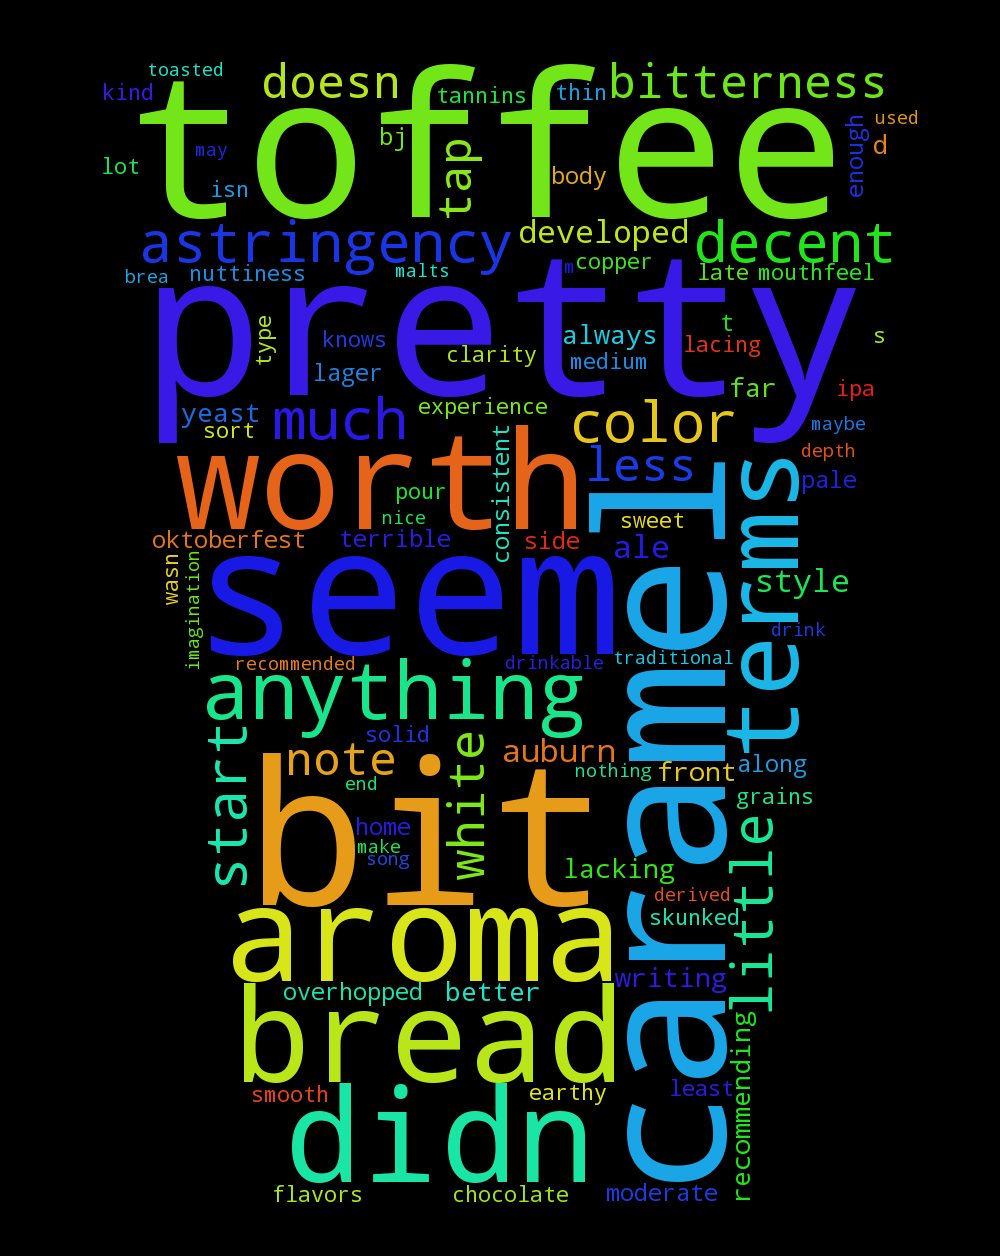 toasted
kind
doesn
tannins
thin
bitterness
toffee
used
bj
tap
enough
d
may
lot
isn
body
astringency
developed
decent
brea
nuttiness
malts
m
copper
late
mouthfeel
pretty
type
knows
clarity
always
t
lacing
s
medium
lager
far
ipa
yeast
sort
much
experience
color
maybe
worth
consistent
less
depth
pale
pour
nice
sweet
caramel
terms
oktoberfest
terrible
side
ale
wasn
imagination
seem
style
drink
recommended
drinkable
traditional
anything
start
solid
note
white
auburn
along
end
nothing
front
grains
bit
home
make
song
little
lacking
derived
skunked
aroma
writing
overhopped
better
bread
recommending
smooth
earthy
least
didn
flavors
chocolate
moderate